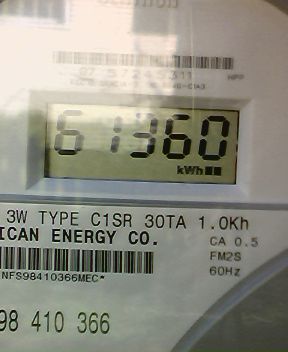 61360
kWh
3W TYPE C1SR 30TA 1.0Kh
ICAN ENERGY CO.
CA 0.5
FM2S
NFS98410366MEC*
60Hz
98 410 366